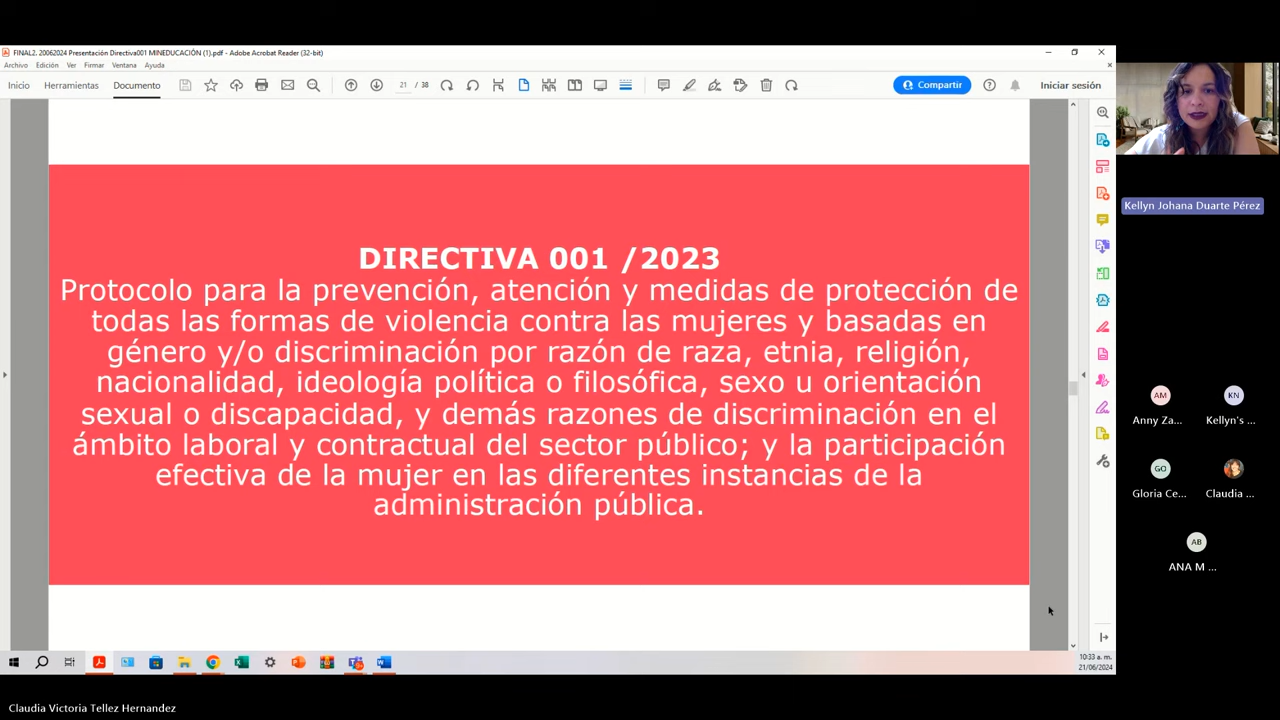 FINAL2. 20062024 Presentación Directiva001 MINEDUCACIÓN (1).pdf - Adobe Acrobat Reader (32-bit)
Archivo Edición Ver Firmar Ventana Ayuda
Inicio Herramientas Documento 21 / 38 Compartir Iniciar sesión
DIRECTIVA 001 /2023
Protocolo para la prevención, atención y medidas de protección de
todas las formas de violencia contra las mujeres y basadas en
género y/o discriminación por razón de raza, etnia, religión,
nacionalidad, ideología política o filosófica, sexo u orientación
sexual o discapacidad, y demás razones de discriminación en el
ámbito laboral y contractual del sector público; y la participación
efectiva de la mujer en las diferentes instancias de la
administración pública.
Kellyn Johana Duarte Pérez
AM KN
Anny Za... Kellyn's ...
GO
Gloria Ce... Claudia ...
AB
ANA M ...
10:33 a. m.
21/06/2024
Claudia Victoria Tellez Hernandez